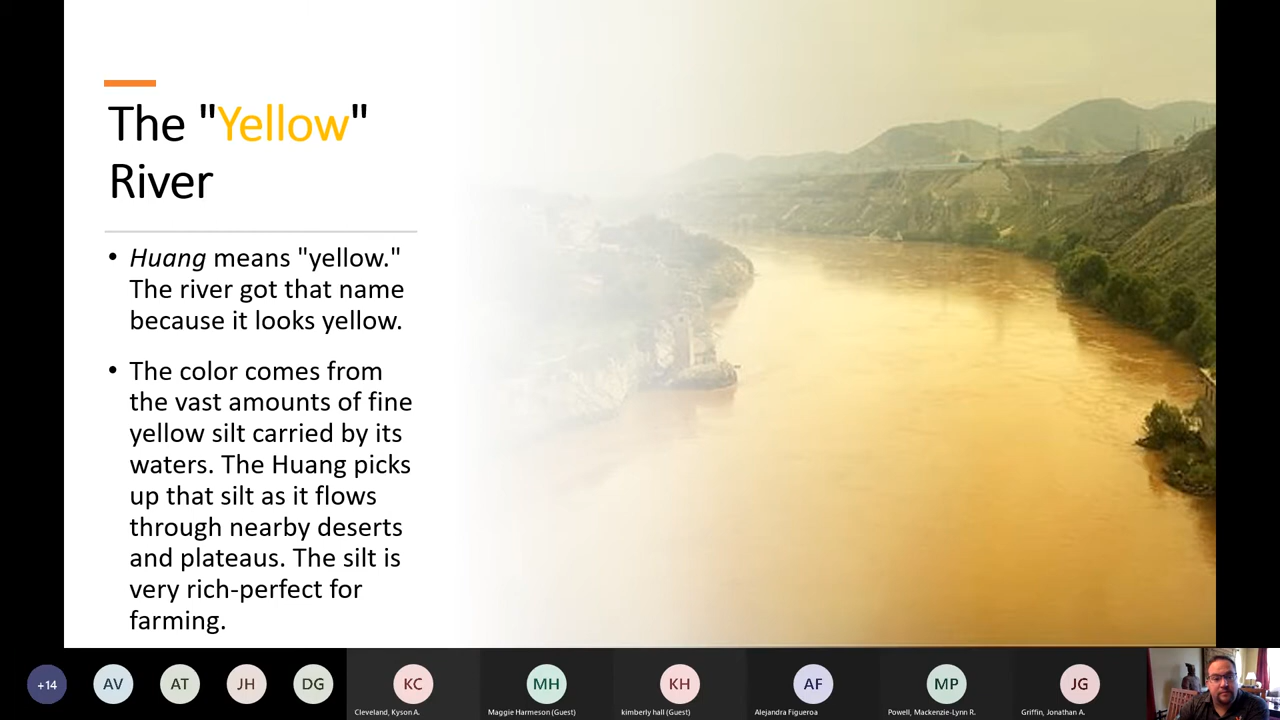 The "Yellow"
River
• Huang means "yellow."
The river got that name
because it looks yellow.
• The color comes from
the vast amounts of fine
yellow silt carried by its
waters. The Huang picks
up that silt as it flows
through nearby deserts
and plateaus. The silt is
very rich-perfect for
farming.
+14
AV
AT
JH
DG
KC
MH
KH
AF
MP
JG
Cleveland, Kyson A.
Maggie Harmeson (Guest)
kimberly hall (Guest)
Alejandra Figueroa
Powell, Mackenzie-Lynn R.
Griffin, Jonathan A.